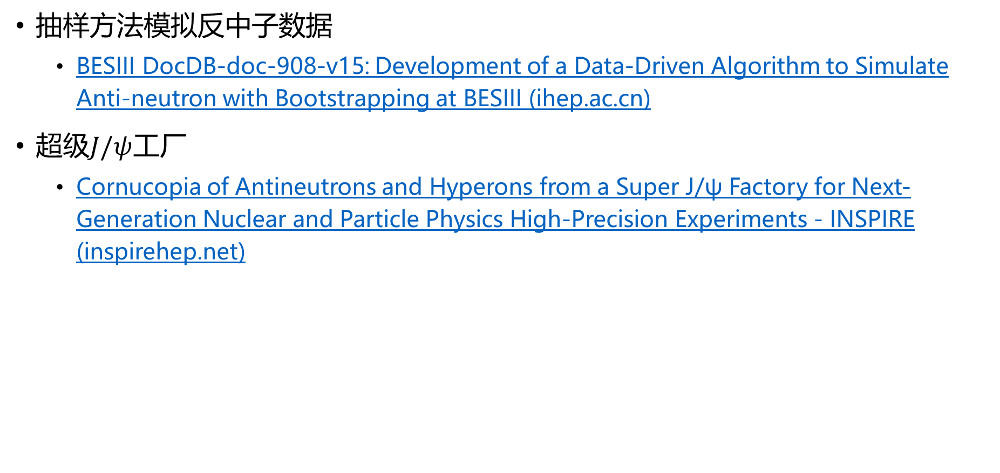 • 抽样方法模拟反中子数据
• BESIII DocDB-doc-908-v15: Development of a Data-Driven Algorithm to Simulate
Anti-neutron with Bootstrapping at BESIII (ihep.ac.cn)
• 超级J/ψ工厂
• Cornucopia of Antineutrons and Hyperons from a Super J/ψ Factory for Next-
Generation Nuclear and Particle Physics High-Precision Experiments - INSPIRE
(inspirehep.net)